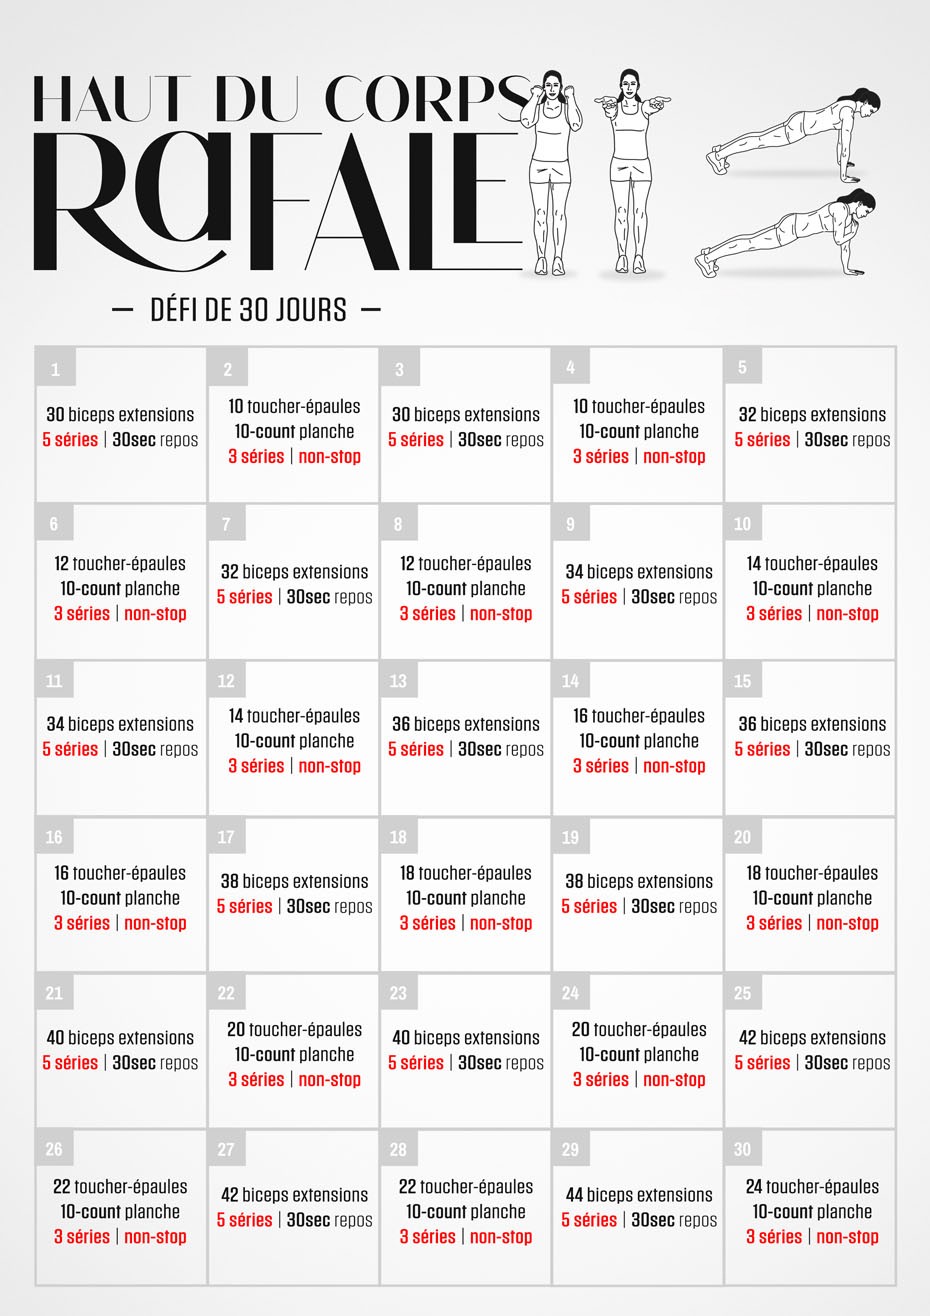 HAUT DU CORPS
RaFALE
— DÉFI DE 30 JOURS —
1
30 biceps extensions
5 séries | 30sec repos
2
10 toucher-épaules
10-count planche
3 séries | non-stop
3
30 biceps extensions
5 séries | 30sec repos
4
10 toucher-épaules
10-count planche
3 séries | non-stop
5
32 biceps extensions
5 séries | 30sec repos
6
12 toucher-épaules
10-count planche
3 séries | non-stop
7
32 biceps extensions
5 séries | 30sec repos
8
12 toucher-épaules
10-count planche
3 séries | non-stop
9
34 biceps extensions
5 séries | 30sec repos
10
14 toucher-épaules
10-count planche
3 séries | non-stop
11
34 biceps extensions
5 séries | 30sec repos
12
14 toucher-épaules
10-count planche
3 séries | non-stop
13
36 biceps extensions
5 séries | 30sec repos
14
16 toucher-épaules
10-count planche
3 séries | non-stop
15
36 biceps extensions
5 séries | 30sec repos
16
16 toucher-épaules
10-count planche
3 séries | non-stop
17
38 biceps extensions
5 séries | 30sec repos
18
18 toucher-épaules
10-count planche
3 séries | non-stop
19
38 biceps extensions
5 séries | 30sec repos
20
18 toucher-épaules
10-count planche
3 séries | non-stop
21
40 biceps extensions
5 séries | 30sec repos
22
20 toucher-épaules
10-count planche
3 séries | non-stop
23
40 biceps extensions
5 séries | 30sec repos
24
20 toucher-épaules
10-count planche
3 séries | non-stop
25
42 biceps extensions
5 séries | 30sec repos
26
22 toucher-épaules
10-count planche
3 séries | non-stop
27
42 biceps extensions
5 séries | 30sec repos
28
22 toucher-épaules
10-count planche
3 séries | non-stop
29
44 biceps extensions
5 séries | 30sec repos
30
24 toucher-épaules
10-count planche
3 séries | non-stop